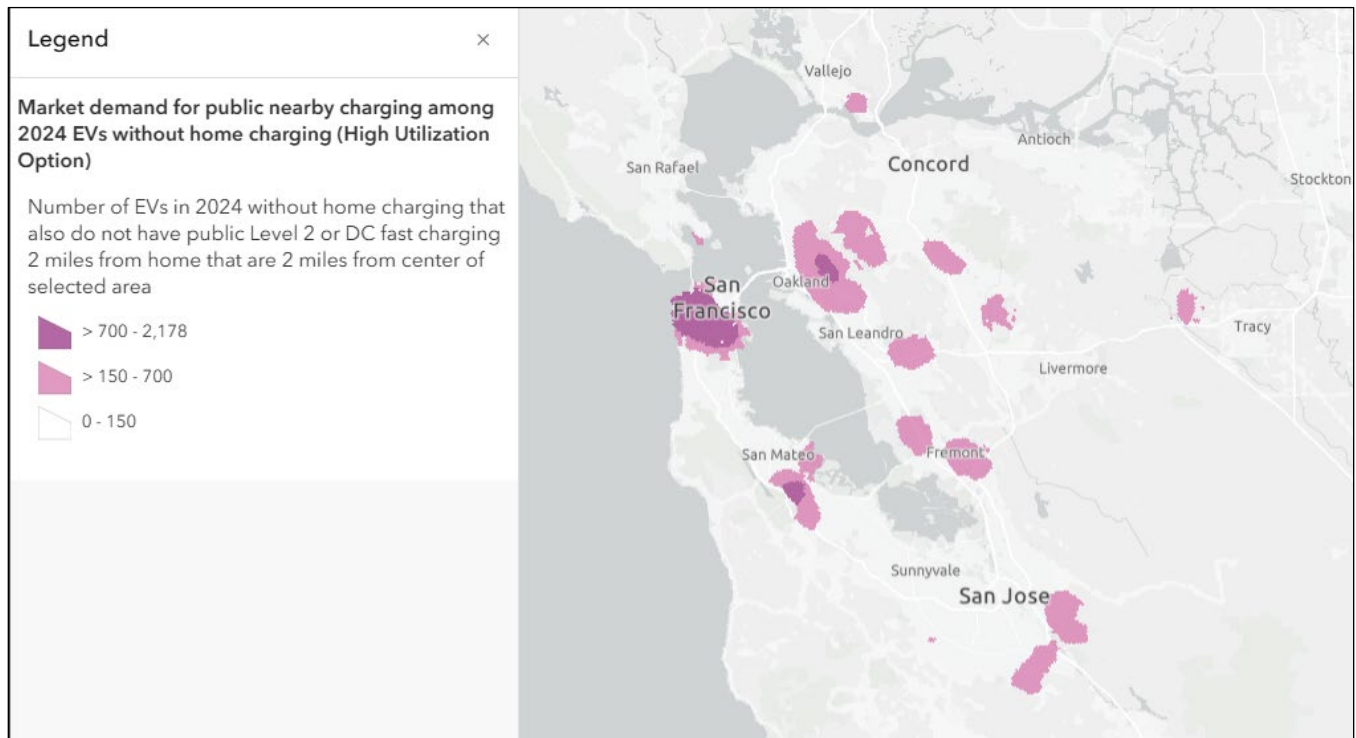 Legend
×
Market demand for public nearby charging among
2024 EVs without home charging (High Utilization
Option)
Number of EVs in 2024 without home charging that
also do not have public Level 2 or DC fast charging
2 miles from home that are 2 miles from center of
selected area
> 700 - 2,178
> 150 - 700
0 - 150
Vallejo
Antioch
Concord
San Rafael
Stockton
Oakland
San
Francisco
San Leandro
Tracy
Livermore
San Mateo
Fremont
Sunnyvale
San Jose